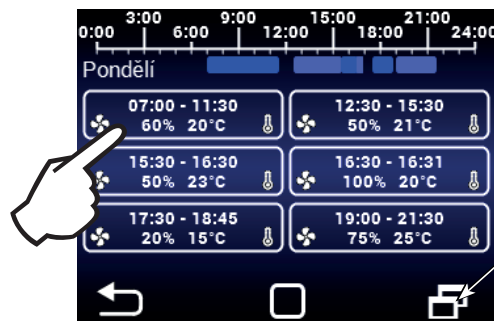 3:00 9:00 15:00 21:00
0:00 6:00 12:00 18:00 24:00
Pondělí
07:00 - 11:30
60% 20°C
12:30 - 15:30
50% 21°C
15:30 - 16:30
50% 23°C
16:30 - 16:31
100% 20°C
17:30 - 18:45
20% 15°C
19:00 - 21:30
75% 25°C